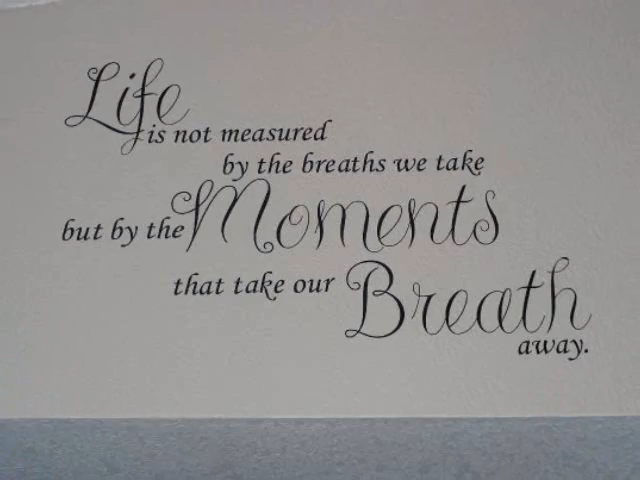 Life
is not measured
by the breaths we take
but by the Moments
that take our Breath
away.